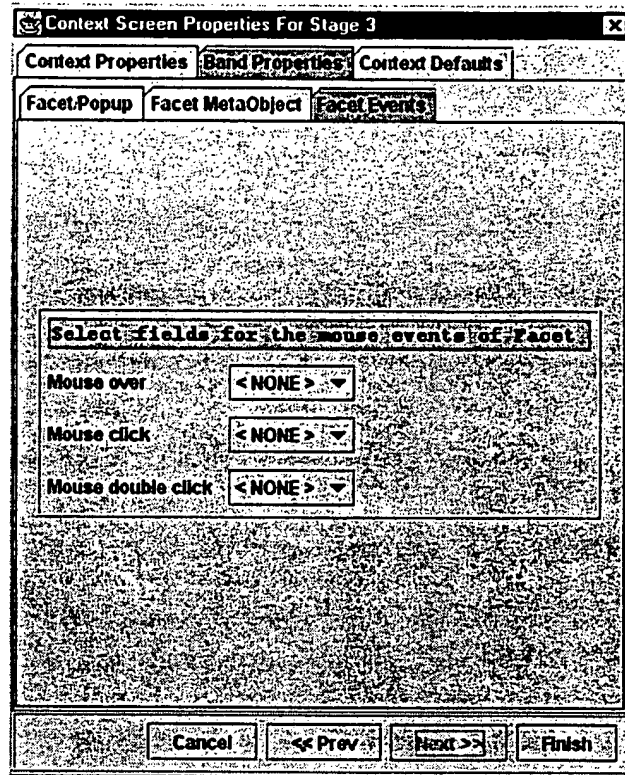 Context Screen Properties For Stage 3
Context Properties Band Properties Context Defaults
Facet/Popup Facet MetaObject Facet Events
Select fields for the mouse events of Facet
Mouse over < NONE >
Mouse click < NONE >
Mouse double click < NONE >
Cancel << Prev Next >> Finish